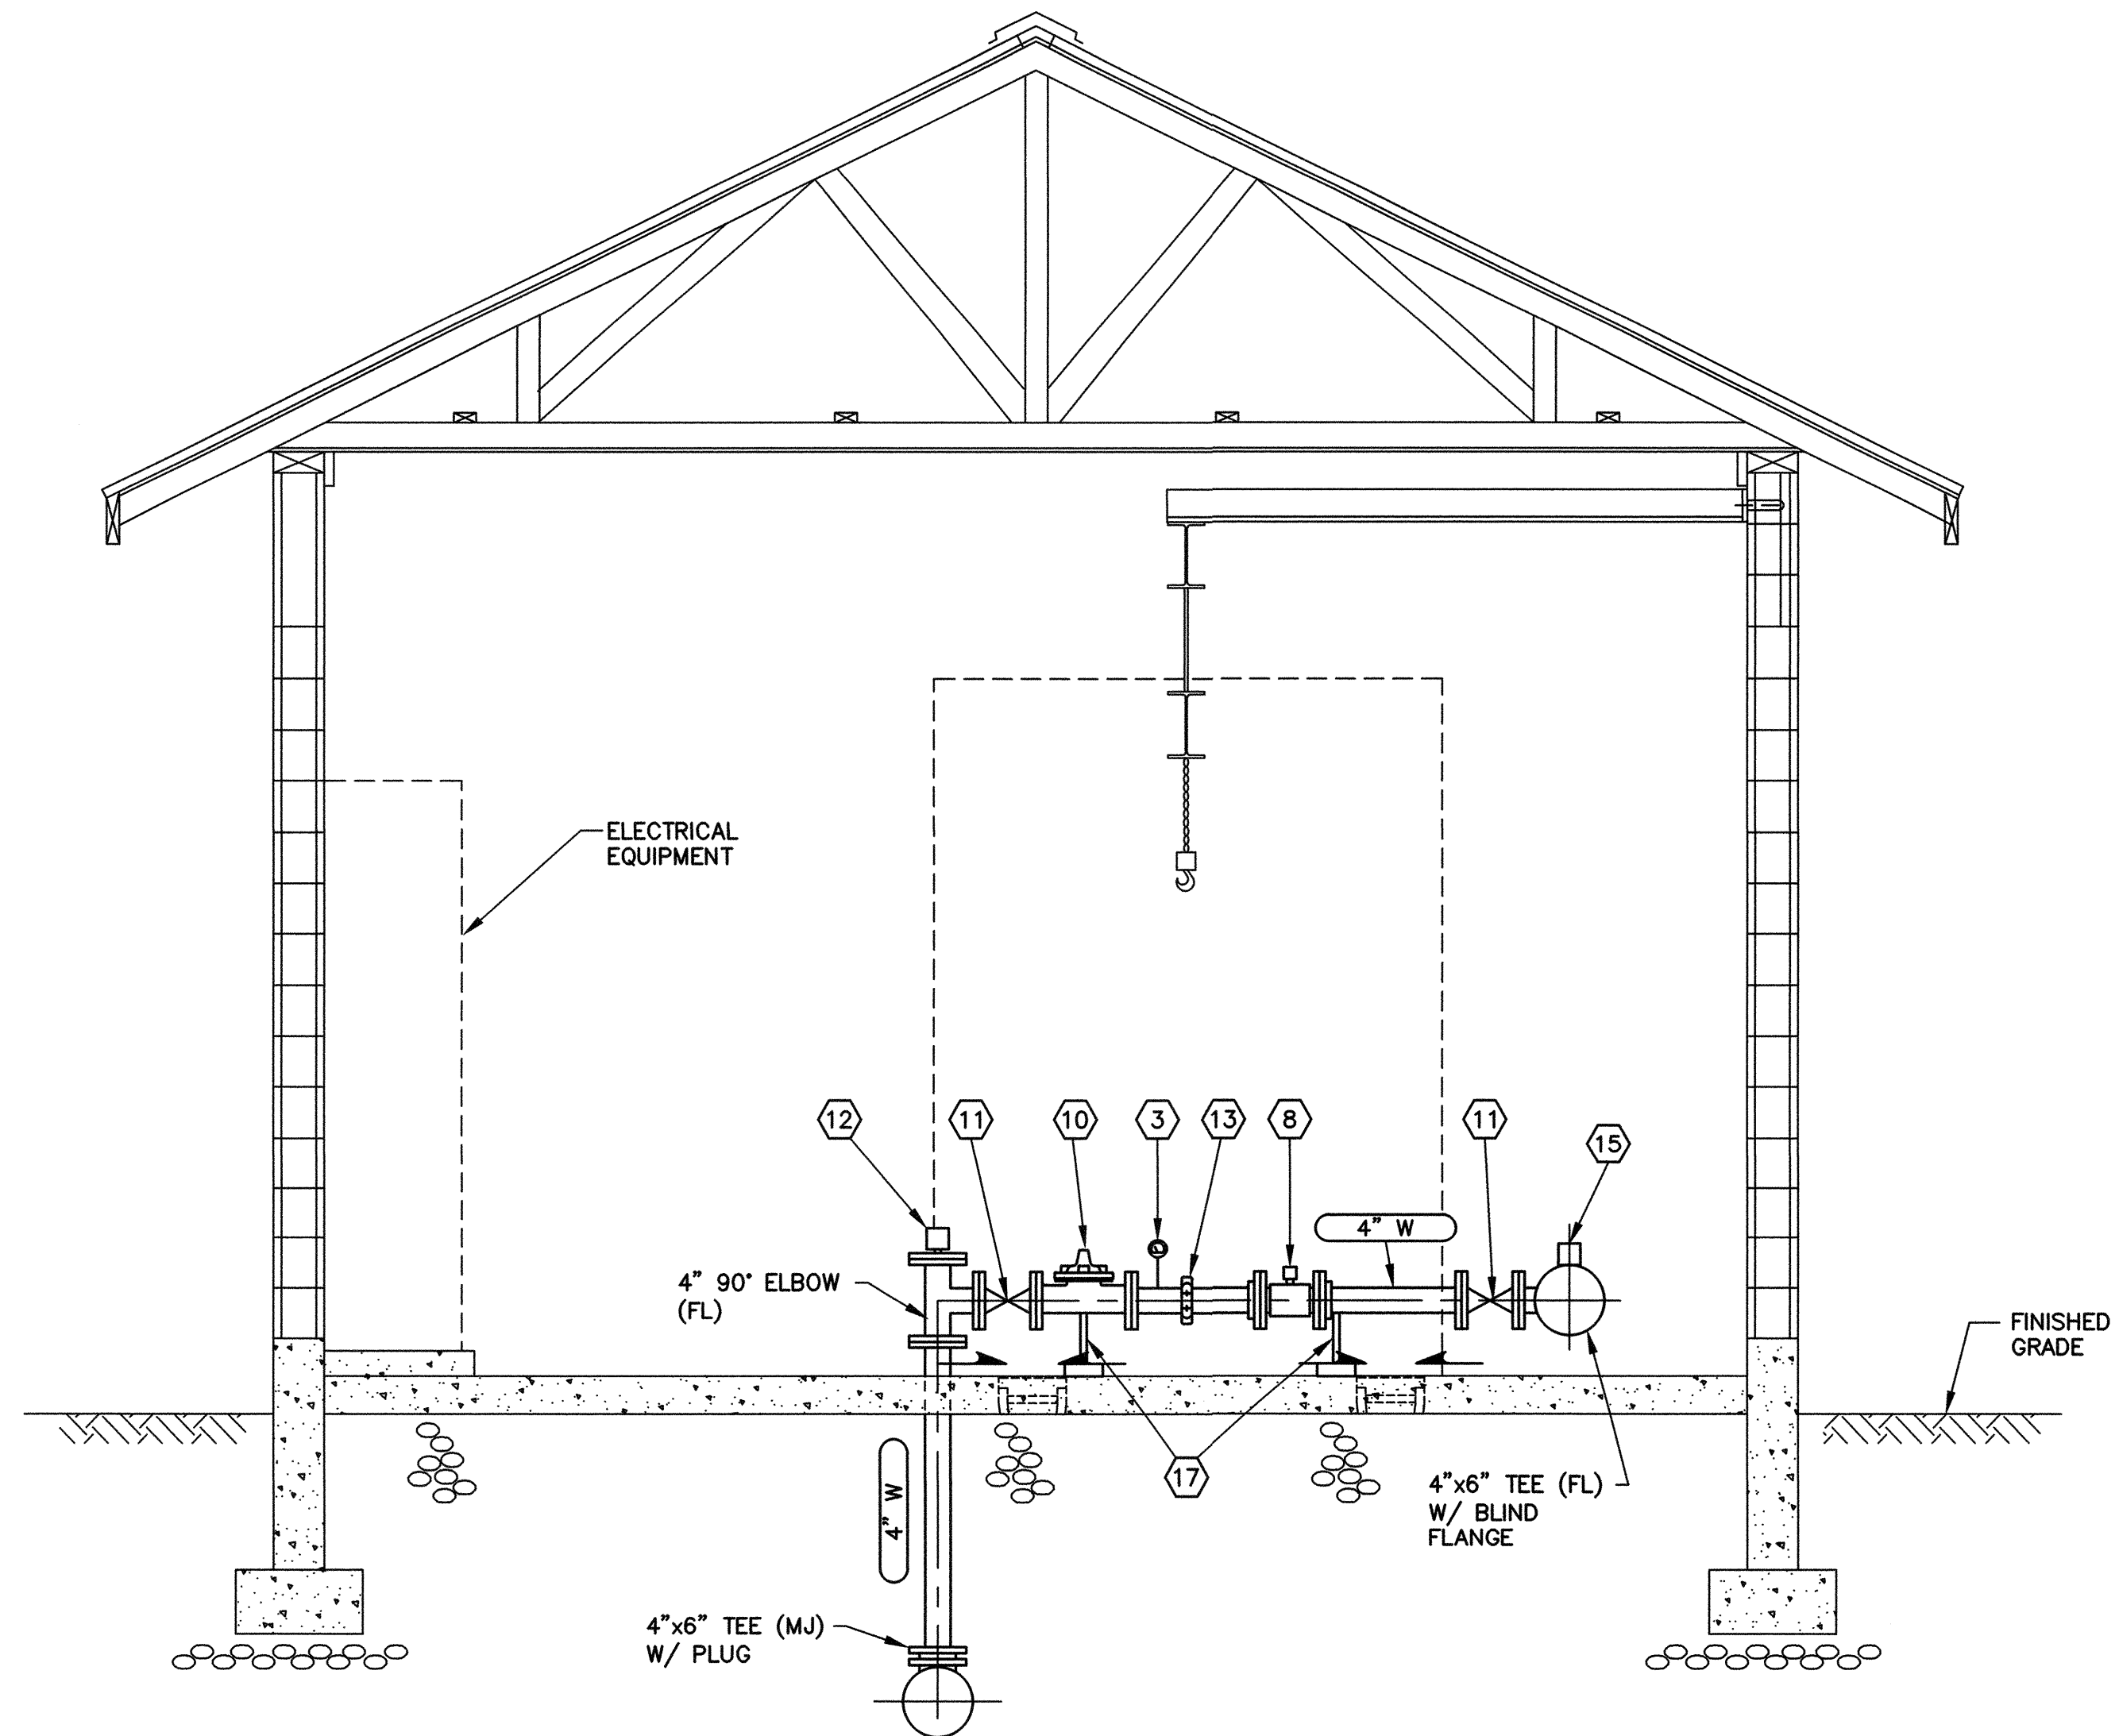 ELECTRICAL
EQUIPMENT
12
11
10
3
13
8
11
15
4" W
4" 90° ELBOW
(FL)
FINISHED
GRADE
17
4"x6" TEE (FL)
W/ BLIND
FLANGE
4" W
4"x6" TEE (MJ)
W/ PLUG